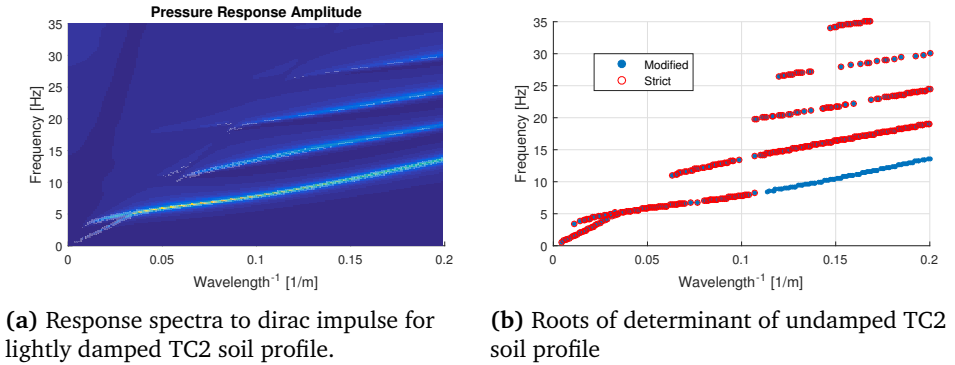 Pressure Response Amplitude
35
30
25
20
15
10
5
0
Frequency [Hz]
0 0.05 0.1 0.15 0.2
Wavelength⁻¹ [1/m]
(a) Response spectra to dirac impulse for
lightly damped TC2 soil profile.
35
30
25
20
15
10
5
0
Frequency [Hz]
Modified
Strict
0 0.05 0.1 0.15 0.2
Wavelength⁻¹ [1/m]
(b) Roots of determinant of undamped TC2
soil profile